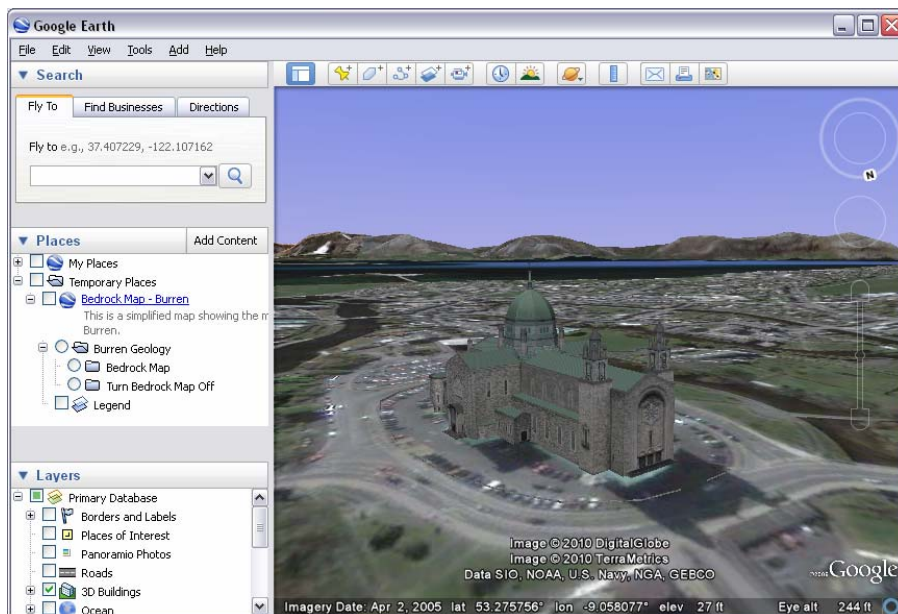 Google Earth
File Edit View Tools Add Help
Search
Fly To Find Businesses Directions
Fly to e.g., 37.407229, -122.107162
Places Add Content
My Places
Temporary Places
Bedrock Map - Burren
This is a simplified map showing the m
Burren.
Burren Geology
Bedrock Map
Turn Bedrock Map Off
Legend
Layers
Primary Database
Borders and Labels
Places of Interest
Panoramio Photos
Roads
3D Buildings
Ocean
N
Image © 2010 DigitalGlobe
Image © 2010 TerraMetrics
Data SIO, NOAA, U.S. Navy, NGA, GEBCO
Google
Imagery Date: Apr 2, 2005 lat 53.275756° lon -9.058077° elev 27 ft Eye alt 244 ft